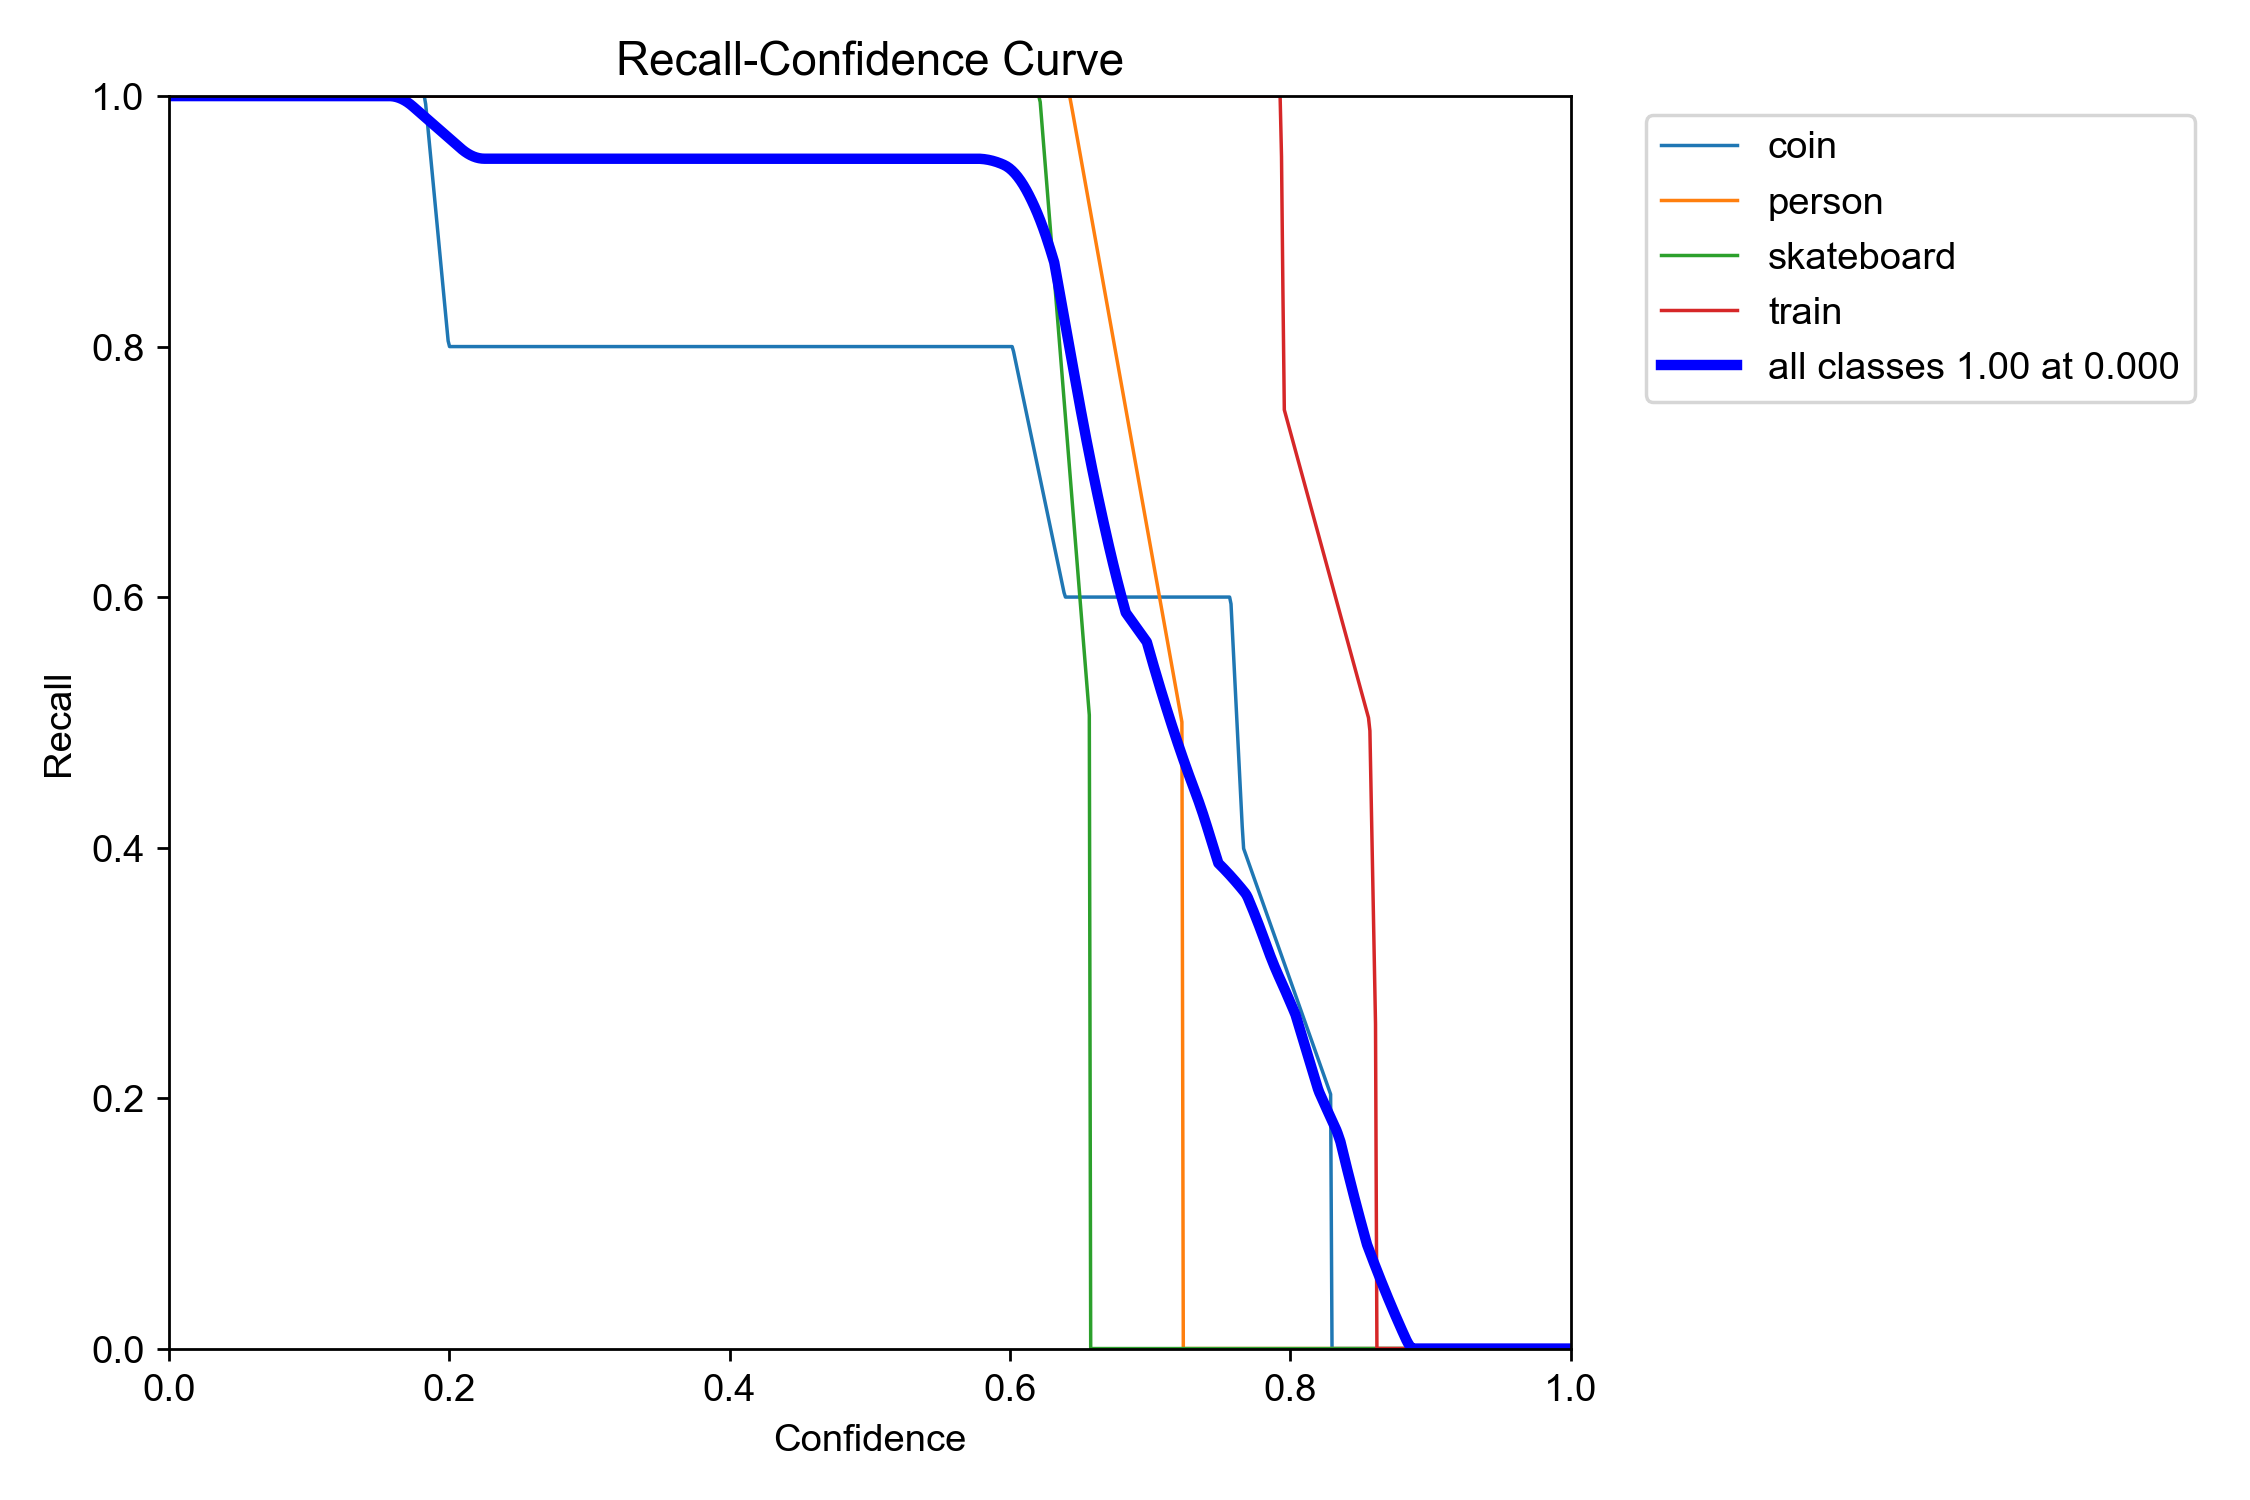 Recall-Confidence Curve
1.0
0.8
0.6
0.4
0.2
0.0
Recall
0.0 0.2 0.4 0.6 0.8 1.0
Confidence
coin
person
skateboard
train
all classes 1.00 at 0.000